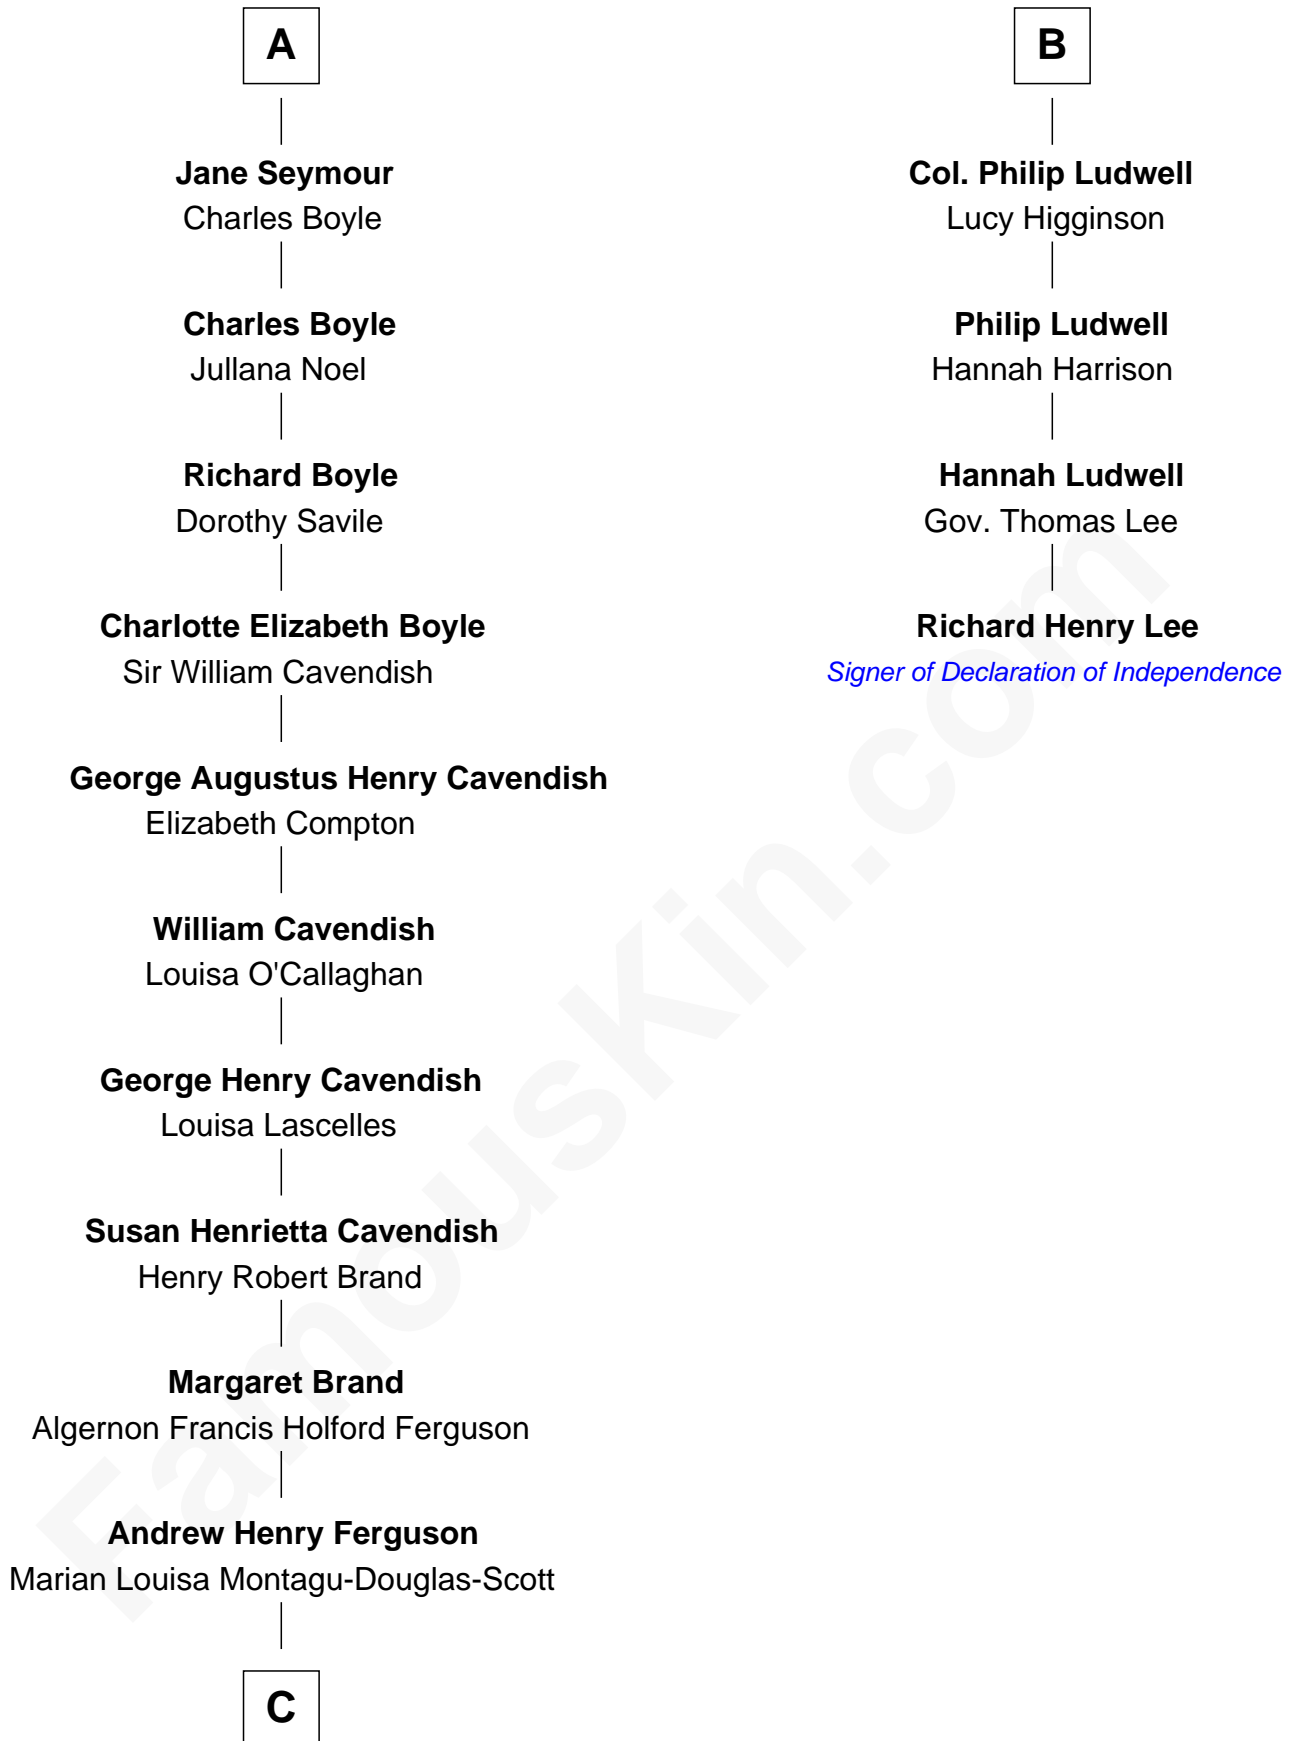 A
Jane Seymour
Charles Boyle
Charles Boyle
Jullana Noel
Richard Boyle
Dorothy Savile
Charlotte Elizabeth Boyle
Sir William Cavendish
George Augustus Henry Cavendish
Elizabeth Compton
William Cavendish
Louisa O'Callaghan
George Henry Cavendish
Louisa Lascelles
Susan Henrietta Cavendish
Henry Robert Brand
Margaret Brand
Algernon Francis Holford Ferguson
Andrew Henry Ferguson
Marian Louisa Montagu-Douglas-Scott
C
B
Col. Philip Ludwell
Lucy Higginson
Philip Ludwell
Hannah Harrison
Hannah Ludwell
Gov. Thomas Lee
Richard Henry Lee
Signer of Declaration of Independence
FamousKin.com